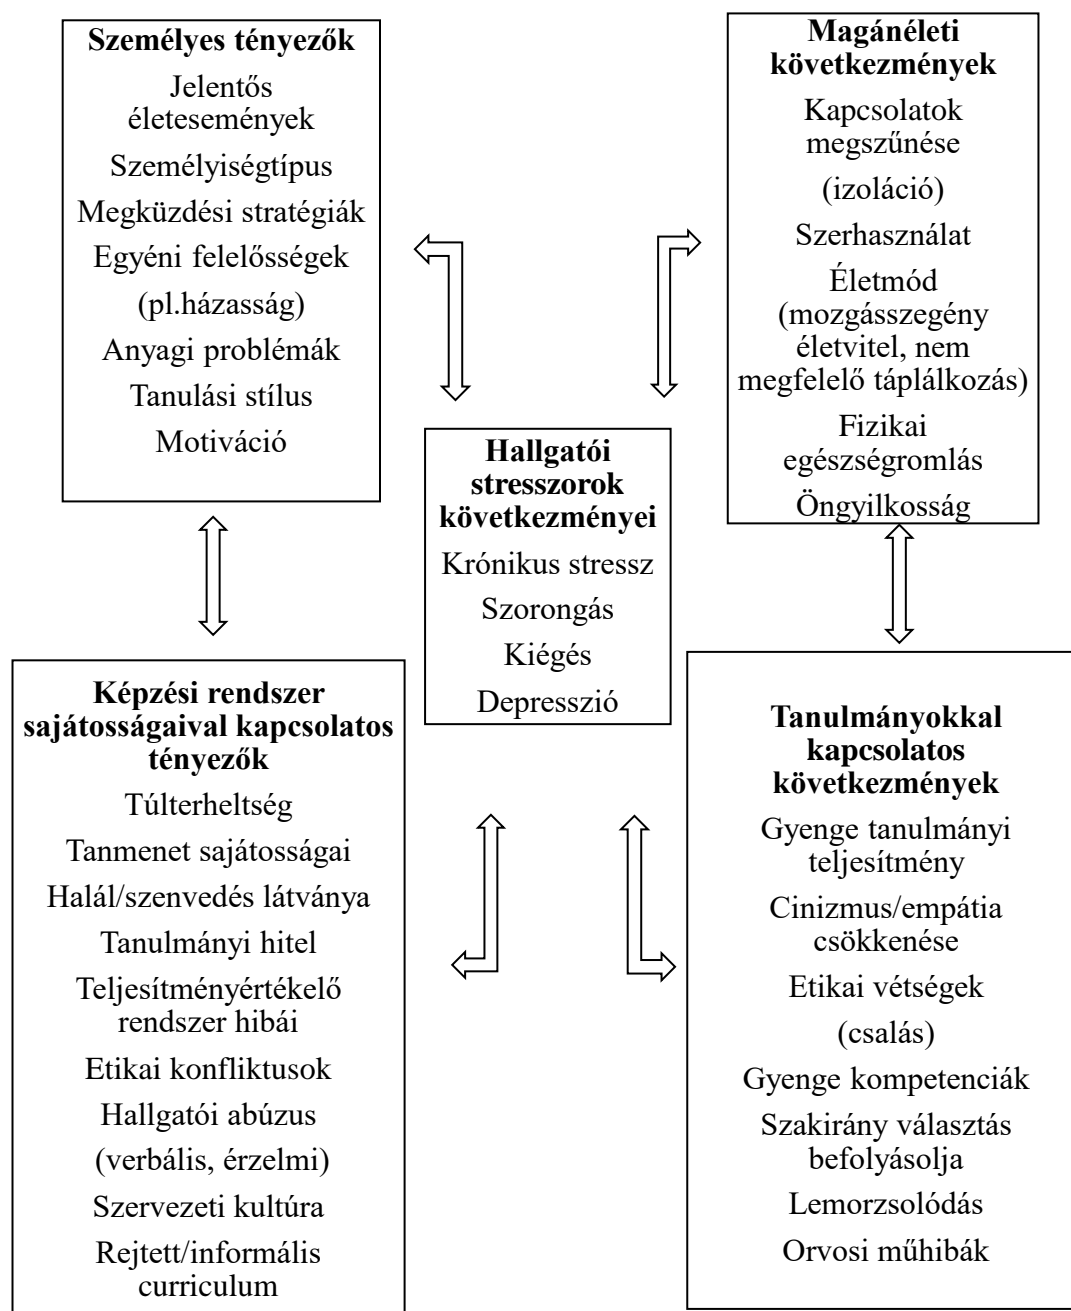 Személyes tényezők
Jelentős
életesemények
Személyiségtípus
Megküzdési stratégiák
Egyéni felelősségek
(pl.házasság)
Anyagi problémák
Tanulási stílus
Motiváció
Magánéleti
következmények
Kapcsolatok
megszűnése
(izoláció)
Szerhasználat
Életmód
(mozgásszegény
életvitel, nem
megfelelő táplálkozás)
Fizikai
egészségromlás
Öngyilkosság
Hallgatói
stresszorok
következményei
Krónikus stressz
Szorongás
Kiégés
Depresszió
Képzési rendszer
sajátosságaival kapcsolatos
tényezők
Túlterheltség
Tanmenet sajátosságai
Halál/szenvedés látványa
Tanulmányi hitel
Teljesítményértékelő
rendszer hibái
Etikai konfliktusok
Hallgatói abúzus
(verbális, érzelmi)
Szervezeti kultúra
Rejtett/informális
curriculum
Tanulmányokkal
kapcsolatos
következmények
Gyenge tanulmányi
teljesítmény
Cinizmus/empátia
csökkenése
Etikai vétségek
(csalás)
Gyenge kompetenciák
Szakirány választás
befolyásolja
Lemorzsolódás
Orvosi műhibák